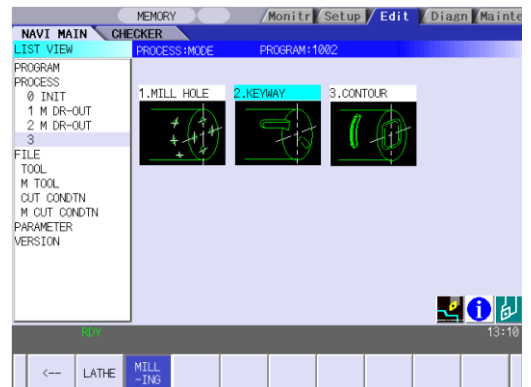 MEMORY Monitr Setup Edit Diagn Mainte
NAVI MAIN CHECKER
LIST VIEW PROCESS:MODE PROGRAM:1002
PROGRAM
PROCESS
0 INIT
1 M DR-OUT
2 M DR-OUT
3
FILE
TOOL
M TOOL
CUT CONDTN
M CUT CONDTN
PARAMETER
VERSION
1.MILL HOLE 2.KEYWAY 3.CONTOUR
RDY 13:10
<-- LATHE MILL
-ING